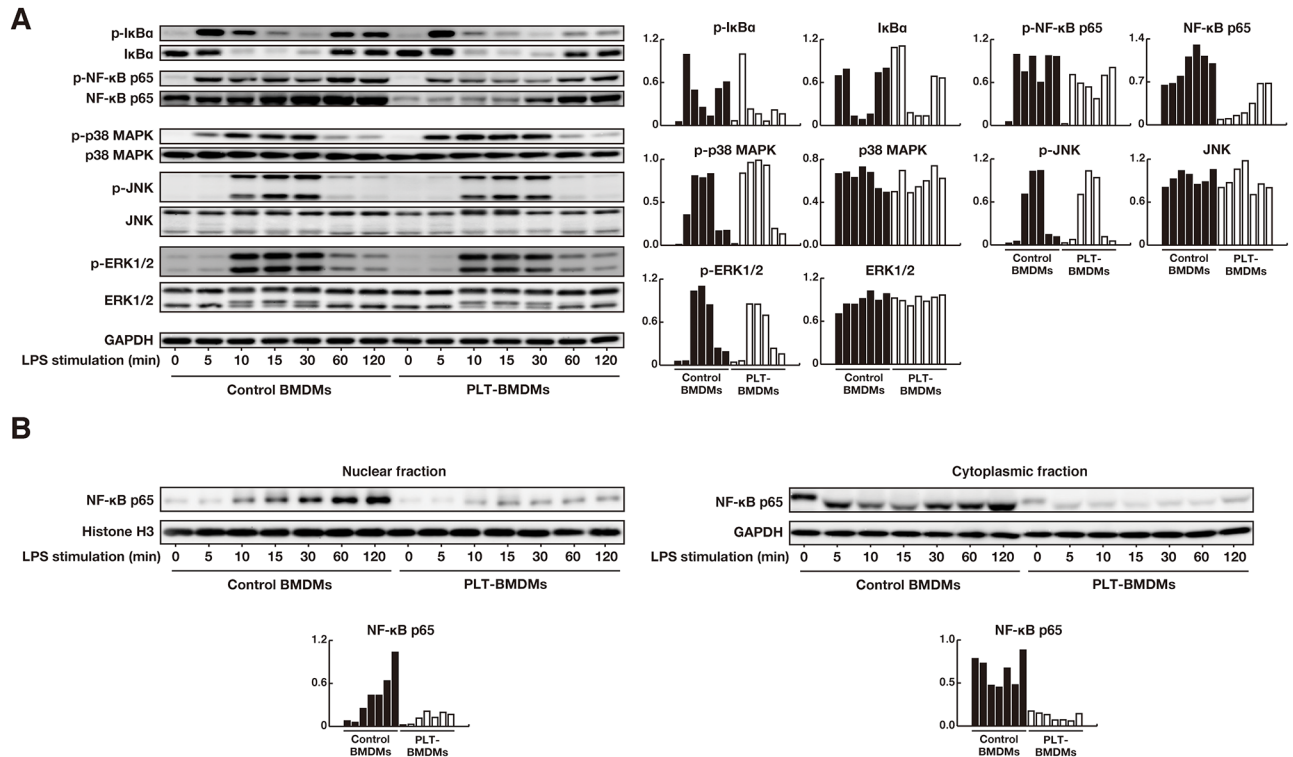 A
p-IκBα
IκBα
p-NF-κB p65
NF-κB p65
p-p38 MAPK
p38 MAPK
p-JNK
JNK
p-ERK1/2
ERK1/2
GAPDH
LPS stimulation (min) 0 5 10 15 30 60 120 0 5 10 15 30 60 120
Control BMDMs PLT-BMDMs
p-IκBα IκBα p-NF-κB p65 NF-κB p65
1.2 1.2 1.2 1.4
0.6 0.6 0.6 0.7
0 0 0 0
p-p38 MAPK p38 MAPK p-JNK JNK
1.0 0.8 1.2 1.2
0.5 0.4 0.6 0.6
0.0 0.0 0 0
Control BMDMs PLT-BMDMs Control BMDMs PLT-BMDMs
p-ERK1/2 ERK1/2
1.2 1.2
0.6 0.6
0 0
Control BMDMs PLT-BMDMs Control BMDMs PLT-BMDMs
B
Nuclear fraction
NF-κB p65
Histone H3
LPS stimulation (min) 0 5 10 15 30 60 120 0 5 10 15 30 60 120
Control BMDMs PLT-BMDMs
NF-κB p65
1.2
0.6
0
Control BMDMs PLT-BMDMs
Cytoplasmic fraction
NF-κB p65
GAPDH
LPS stimulation (min) 0 5 10 15 30 60 120 0 5 10 15 30 60 120
Control BMDMs PLT-BMDMs
NF-κB p65
1.0
0.5
0
Control BMDMs PLT-BMDMs